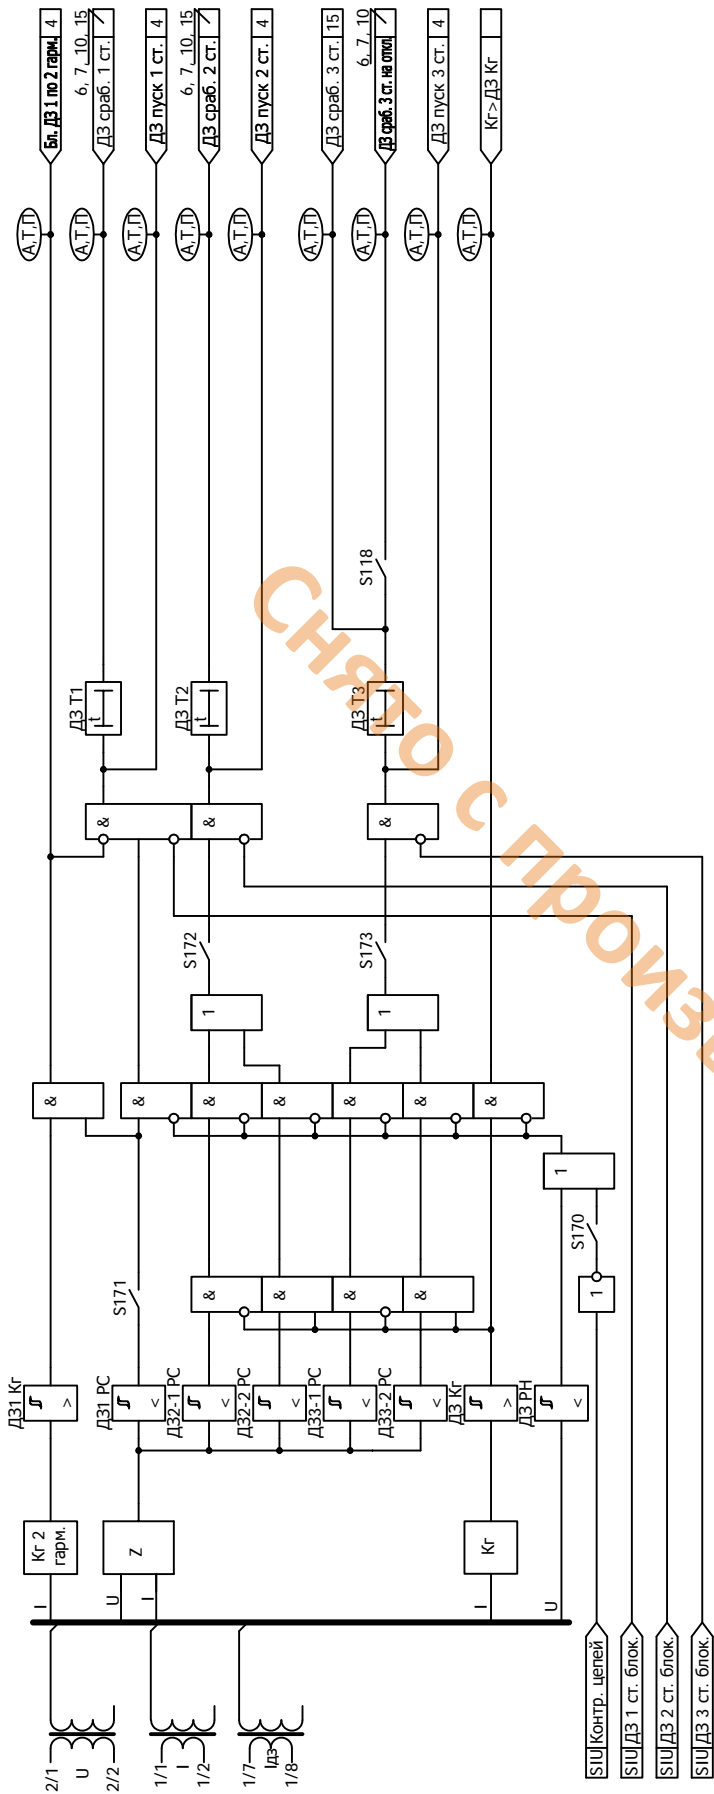 2/1
U
2/2
1/1
I
1/2
1/7
IДЗ
1/8
SIU Контр. цепей
SIU ДЗ 1 ст. блок.
SIU ДЗ 2 ст. блок.
SIU ДЗ 3 ст. блок.
I
U
I
I
U
Кг 2
гарм.
Z
Кг
ДЗ1 Кг
>
ДЗ1 РС
<
ДЗ2-1 РС
<
ДЗ2-2 РС
<
ДЗ3-1 РС
<
ДЗ3-2 РС
<
ДЗ Кг
>
ДЗ РН
<
S171
&
&
&
&
1
S170
1
&
&
&
&
&
&
&
1
S172
1
S173
&
&
&
ДЗ Т1
t
ДЗ Т2
t
ДЗ Т3
t
S118
А,Т,П
А,Т,П
А,Т,П
А,Т,П
А,Т,П
А,Т,П
А,Т,П
А,Т,П
А,Т,П
Бл. ДЗ 1 по 2 гарм. 4
6, 7, 10, 15
ДЗ сраб. 1 ст.
ДЗ пуск 1 ст. 4
6, 7, 10, 15
ДЗ сраб. 2 ст.
ДЗ пуск 2 ст. 4
ДЗ сраб. 3 ст. 15
6, 7, 10
ДЗ сраб. 3 ст. на откл.
ДЗ пуск 3 ст. 4
Кг> ДЗ Кг
Снято с произв